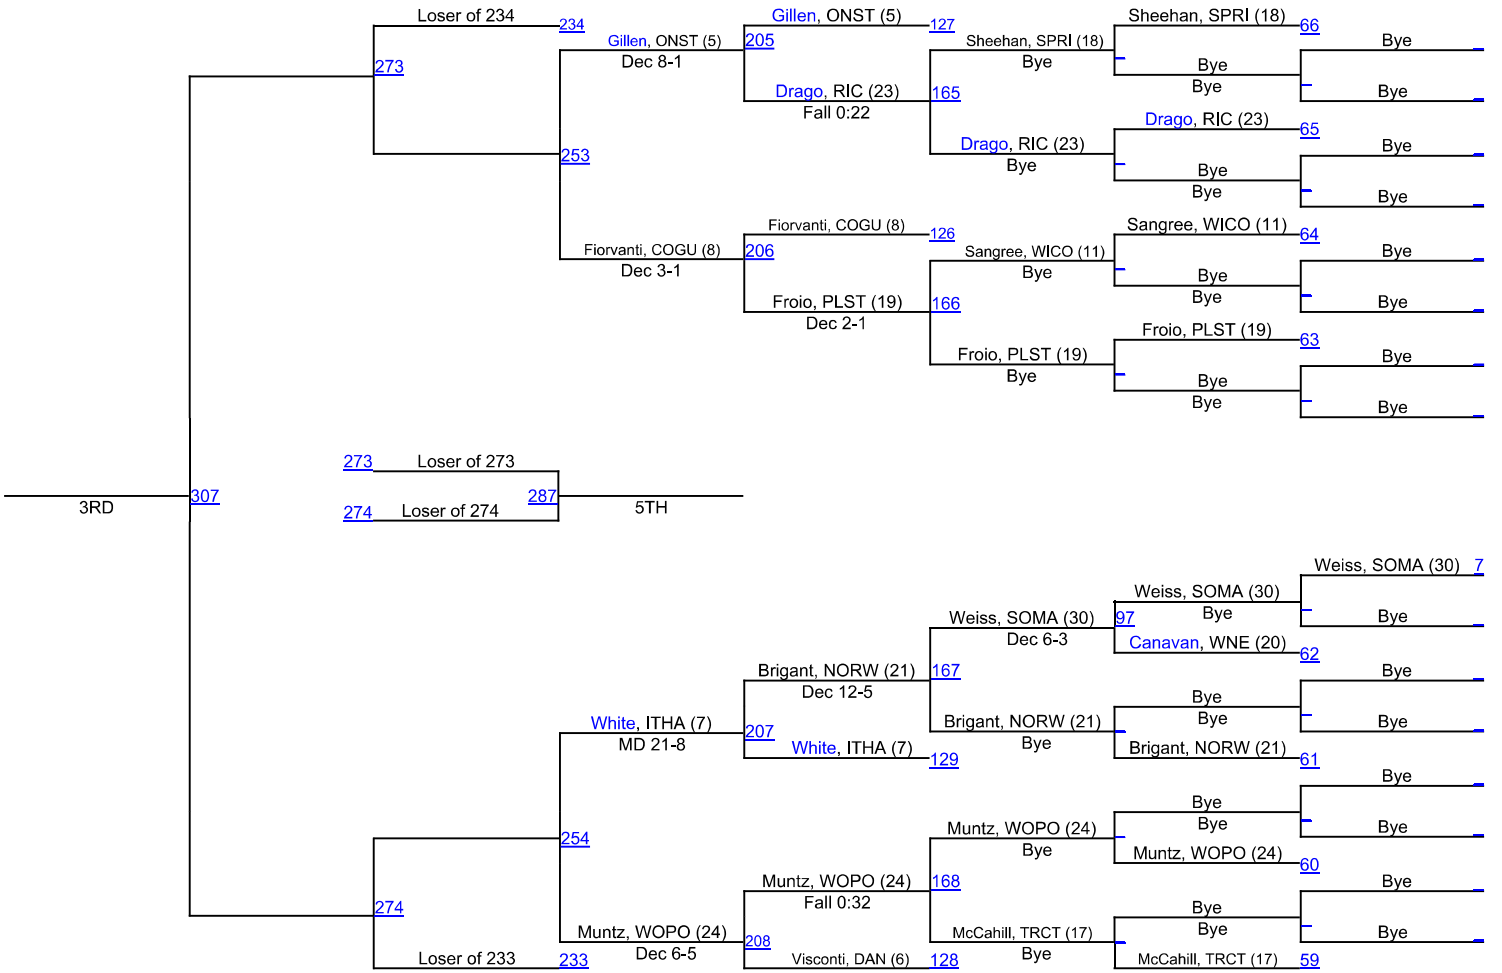 Loser of 234
234
Gillen, ONST (5)
127
Sheehan, SPRI (18)
66
273
Gillen, ONST (5)
205
Sheehan, SPRI (18)
Bye
Dec 8-1
Bye
Bye
Bye
Drago, RIC (23)
165
Bye
Fall 0:22
Drago, RIC (23)
65
253
Drago, RIC (23)
Bye
Bye
Bye
Bye
Bye
Fiorvanti, COGU (8)
126
Sangree, WICO (11)
64
Fiorvanti, COGU (8)
206
Sangree, WICO (11)
Bye
Dec 3-1
Bye
Bye
Bye
Froio, PLST (19)
166
Bye
Dec 2-1
Froio, PLST (19)
63
Froio, PLST (19)
Bye
Bye
Bye
Bye
Bye
273
Loser of 273
307
287
3RD
5TH
274
Loser of 274
Weiss, SOMA (30)
7
Weiss, SOMA (30)
Bye
Weiss, SOMA (30)
97
Bye
Dec 6-3
Canavan, WNE (20)
62
Brigant, NORW (21)
167
Bye
Dec 12-5
Bye
White, ITHA (7)
207
Brigant, NORW (21)
Bye
Bye
MD 21-8
White, ITHA (7)
129
Bye
Brigant, NORW (21)
61
Bye
Bye
254
Muntz, WOPO (24)
Bye
Bye
Bye
Muntz, WOPO (24)
60
Muntz, WOPO (24)
168
Bye
Fall 0:32
274
Bye
Muntz, WOPO (24)
208
McCahill, TRCT (17)
Bye
Bye
Dec 6-5
Bye
Loser of 233
233
Visconti, DAN (6)
128
McCahill, TRCT (17)
59